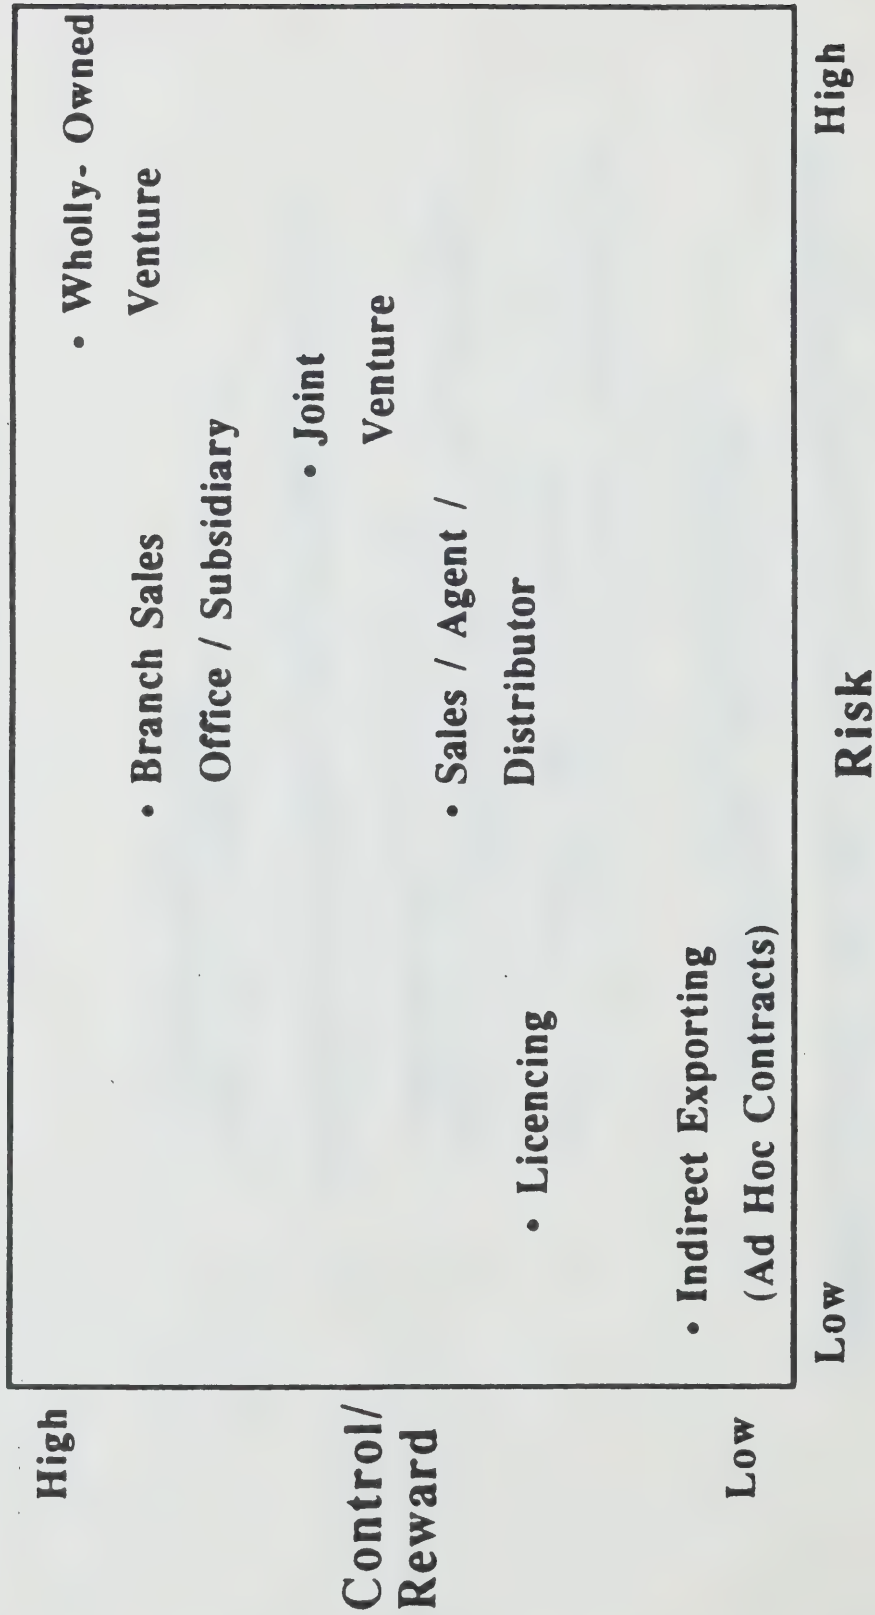 High
Control/
Reward
Low
• Wholly- Owned
Venture
• Branch Sales
Office / Subsidiary
• Joint
Venture
• Sales / Agent /
Distributor
• Licencing
• Indirect Exporting
(Ad Hoc Contracts)
Low
Risk
High